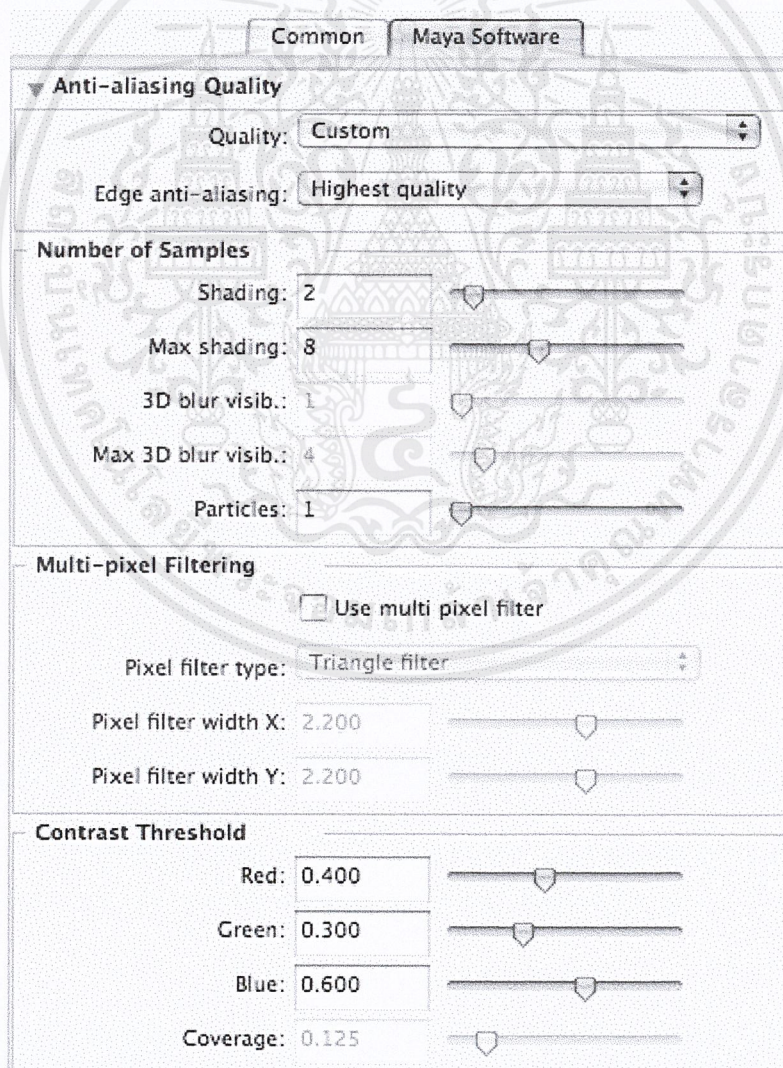 Common Maya Software
Anti-aliasing Quality
Quality: Custom
Edge anti-aliasing: Highest quality
Number of Samples
Shading: 2
Max shading: 8
3D blur visib.: 1
Max 3D blur visib.: 4
Particles: 1
Multi-pixel Filtering
Use multi pixel filter
Pixel filter type: Triangle filter
Pixel filter width X: 2.200
Pixel filter width Y: 2.200
Contrast Threshold
Red: 0.400
Green: 0.300
Blue: 0.600
Coverage: 0.125